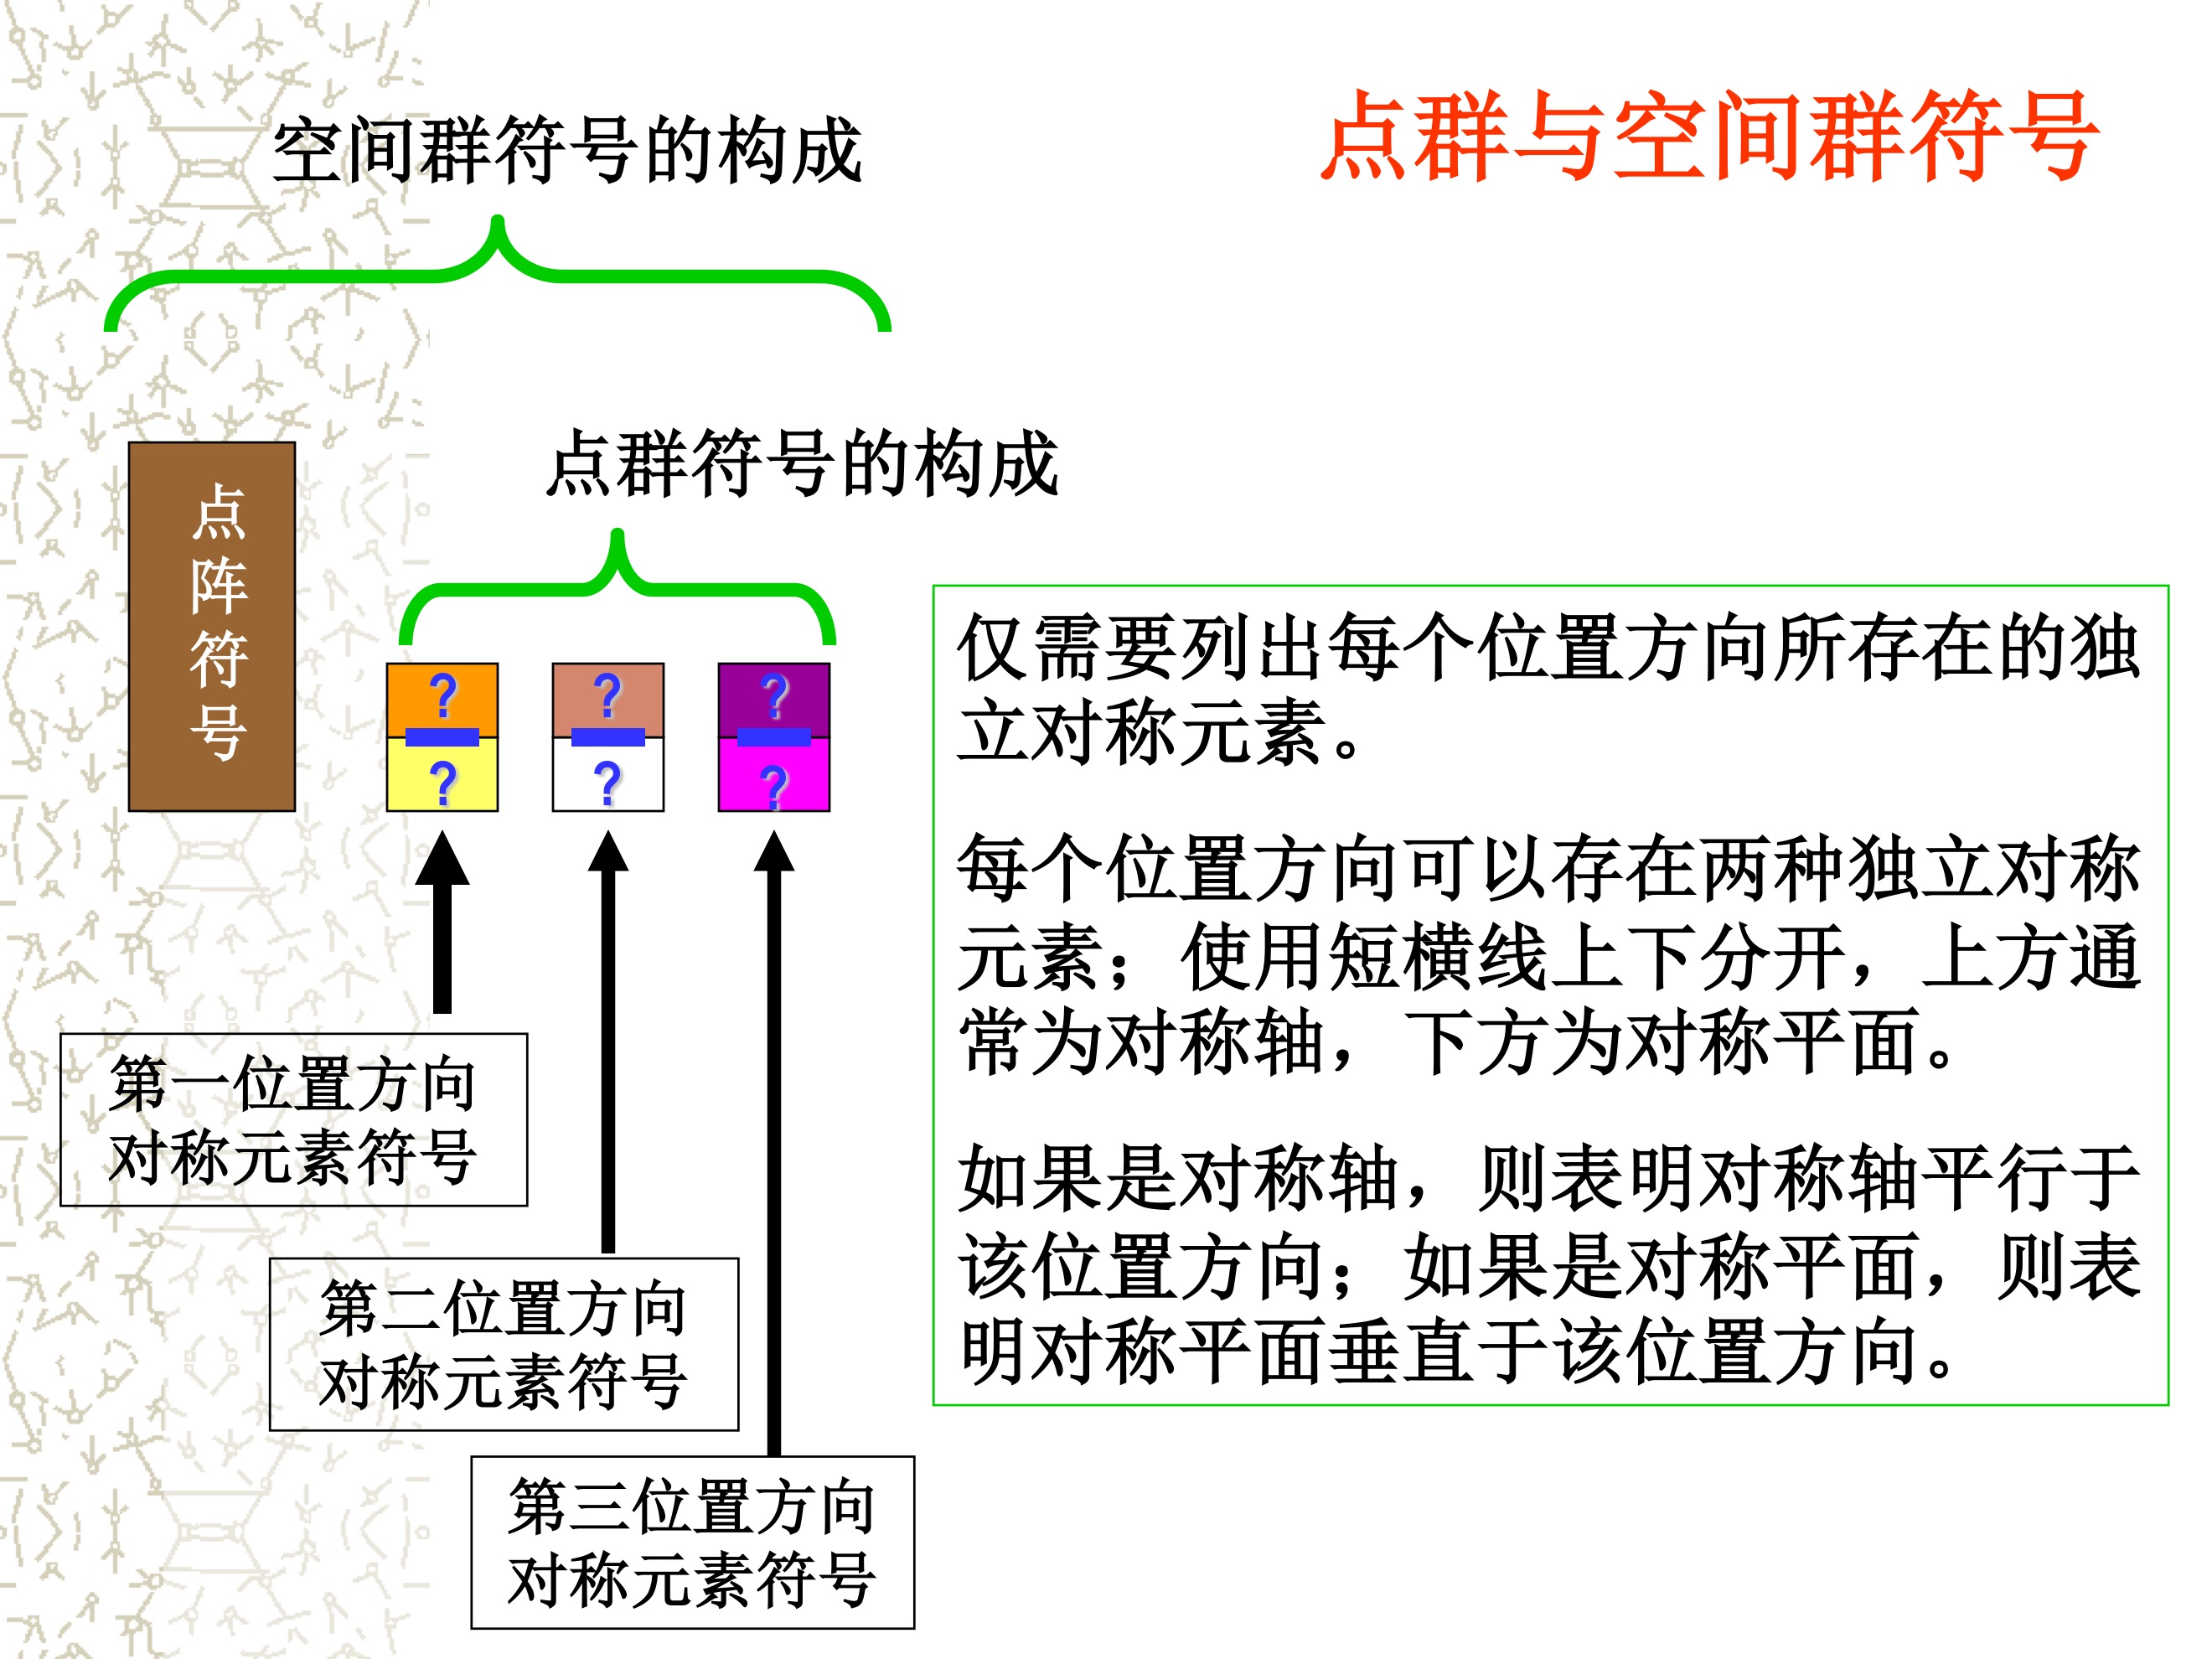 点群与空间群符号
空间群符号的构成
点群符号的构成
点
阵
符
号
? ? ?
? ? ?
第一位置方向
对称元素符号
第二位置方向
对称元素符号
第三位置方向
对称元素符号
仅需要列出每个位置方向所存在的独
立对称元素。
每个位置方向可以存在两种独立对称
元素；使用短横线上下分开，上方通
常为对称轴，下方为对称平面。
如果是对称轴，则表明对称轴平行于
该位置方向；如果是对称平面，则表
明对称平面垂直于该位置方向。